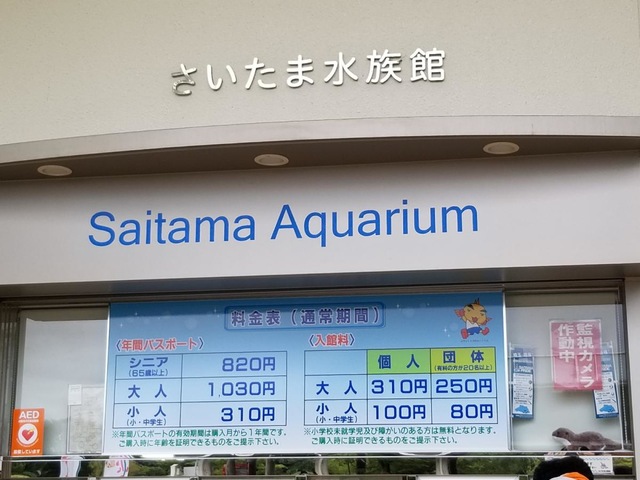 さいたま水族館
Saitama Aquarium
料金表（通常期間）
〈年間パスポート〉
シニア（65歳以上） 820円
大人 1,030円
小人（小・中学生） 310円
※年間パスポートの有効期間は購入月から1年間です。
ご購入時に年齢を証明できるものをご提示下さい。
〈入館料〉
個人 団体（有料の方が20名以上）
大人 310円 250円
小人（小・中学生） 100円 80円
※小学校未就学児及び障がいのある方は無料となります。
ご購入時に証明できるものをご提示下さい。
監視カメラ
作動中
AED